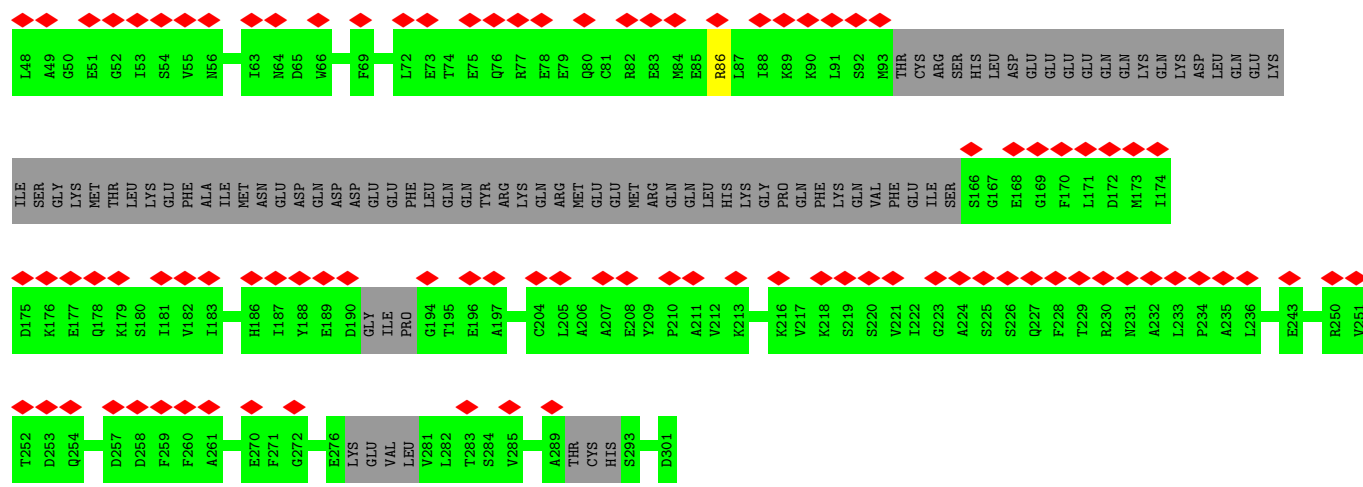 L48 A49 G50 E51 G52 I53 S54 V55 N56 I63 N64 D65 W66 F69 L72 E73 T74 E75 Q76 R77 E78 E79 Q80 C81 R82 E83 M84 E85 R86 L87 I88 K89 K90 L91 S92 M93 THR CYS ARG SER HIS LEU ASP GLU GLU GLU GLU GLN GLN LYS GLN LYS ASP LEU GLN GLU LYS
ILE SER GLY LYS MET THR LEU LYS GLU PHE ALA ILE MET ASN GLU ASP GLN ASP ASP GLU GLU PHE LEU GLN GLN TYR ARG LYS GLN ARG MET GLU GLU MET ARG GLN GLN LEU HIS LYS GLY PRO GLN PHE LYS GLN VAL PHE GLU ILE SER S166 G167 E168 G169 F170 L171 D172 M173 I174
D175 K176 E177 Q178 K179 S180 I181 V182 I183 H186 I187 Y188 E189 D190 GLY ILE PRO G194 T195 E196 A197 C204 L205 A206 A207 E208 Y209 P210 A211 V212 K213 K216 V217 K218 S219 S220 V221 I222 G223 A224 S225 S226 Q227 F228 T229 R230 N231 A232 L233 P234 A235 L236 E243 R250 V251
T252 D253 Q254 D257 D258 F259 F260 A261 E270 F271 G272 E276 LYS GLU VAL LEU V281 L282 T283 S284 V285 A289 THR CYS HIS S293 D301